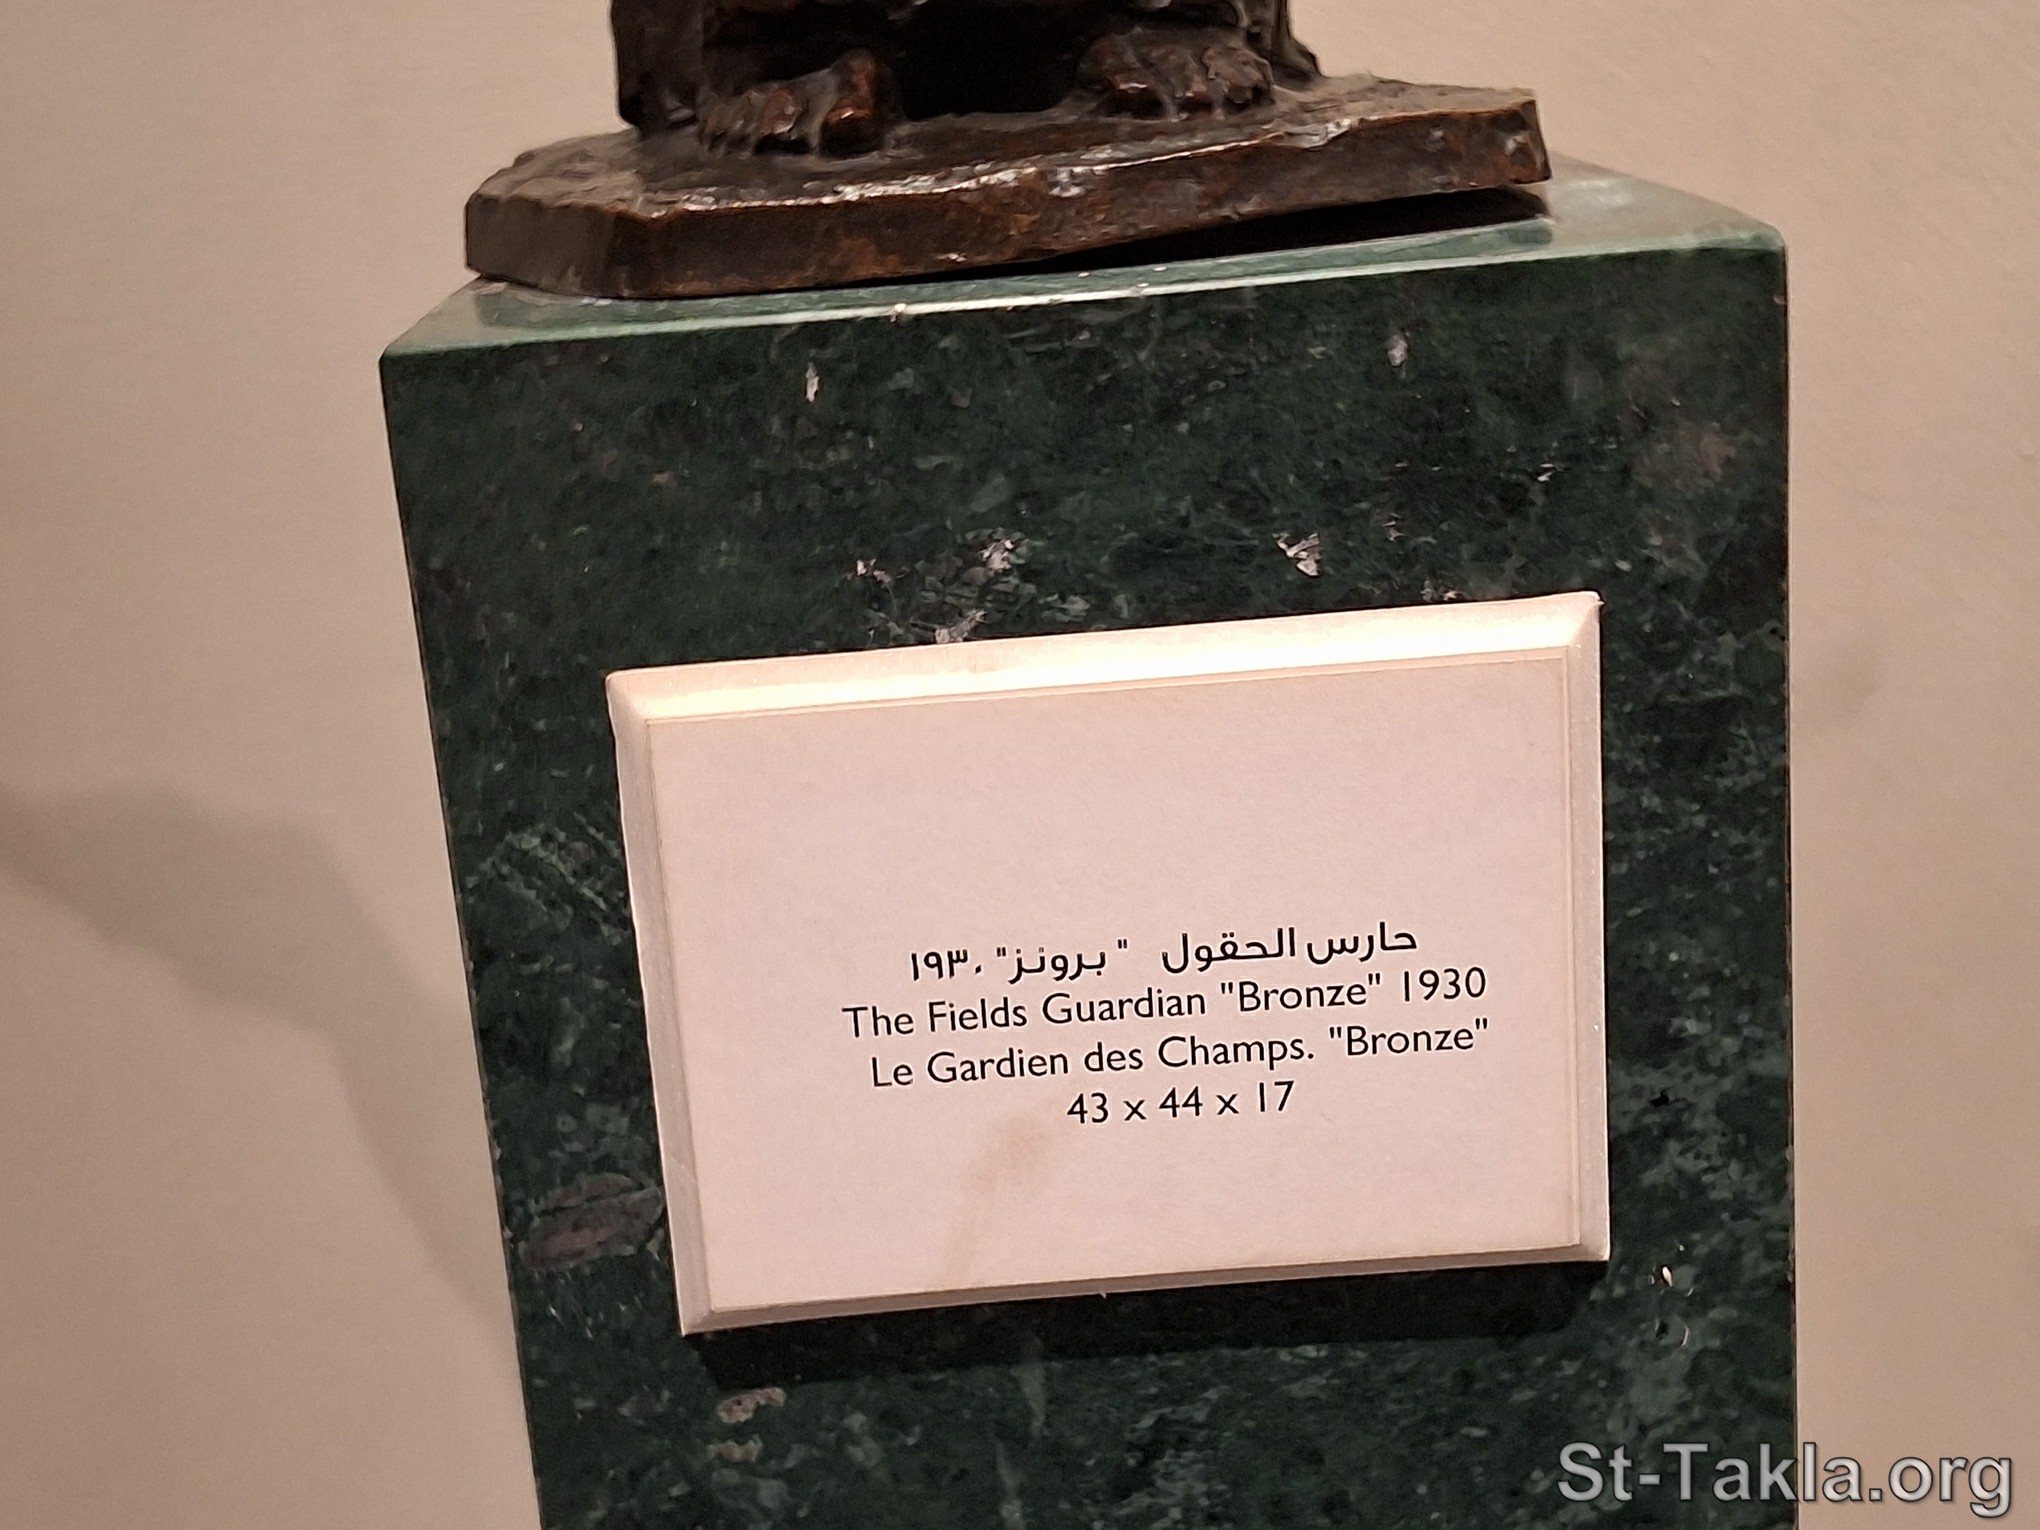 حارس الحقول " برونز" ١٩٣٠
The Fields Guardian "Bronze" 1930
Le Gardien des Champs. "Bronze"
43 x 44 x 17
St-Takla.org